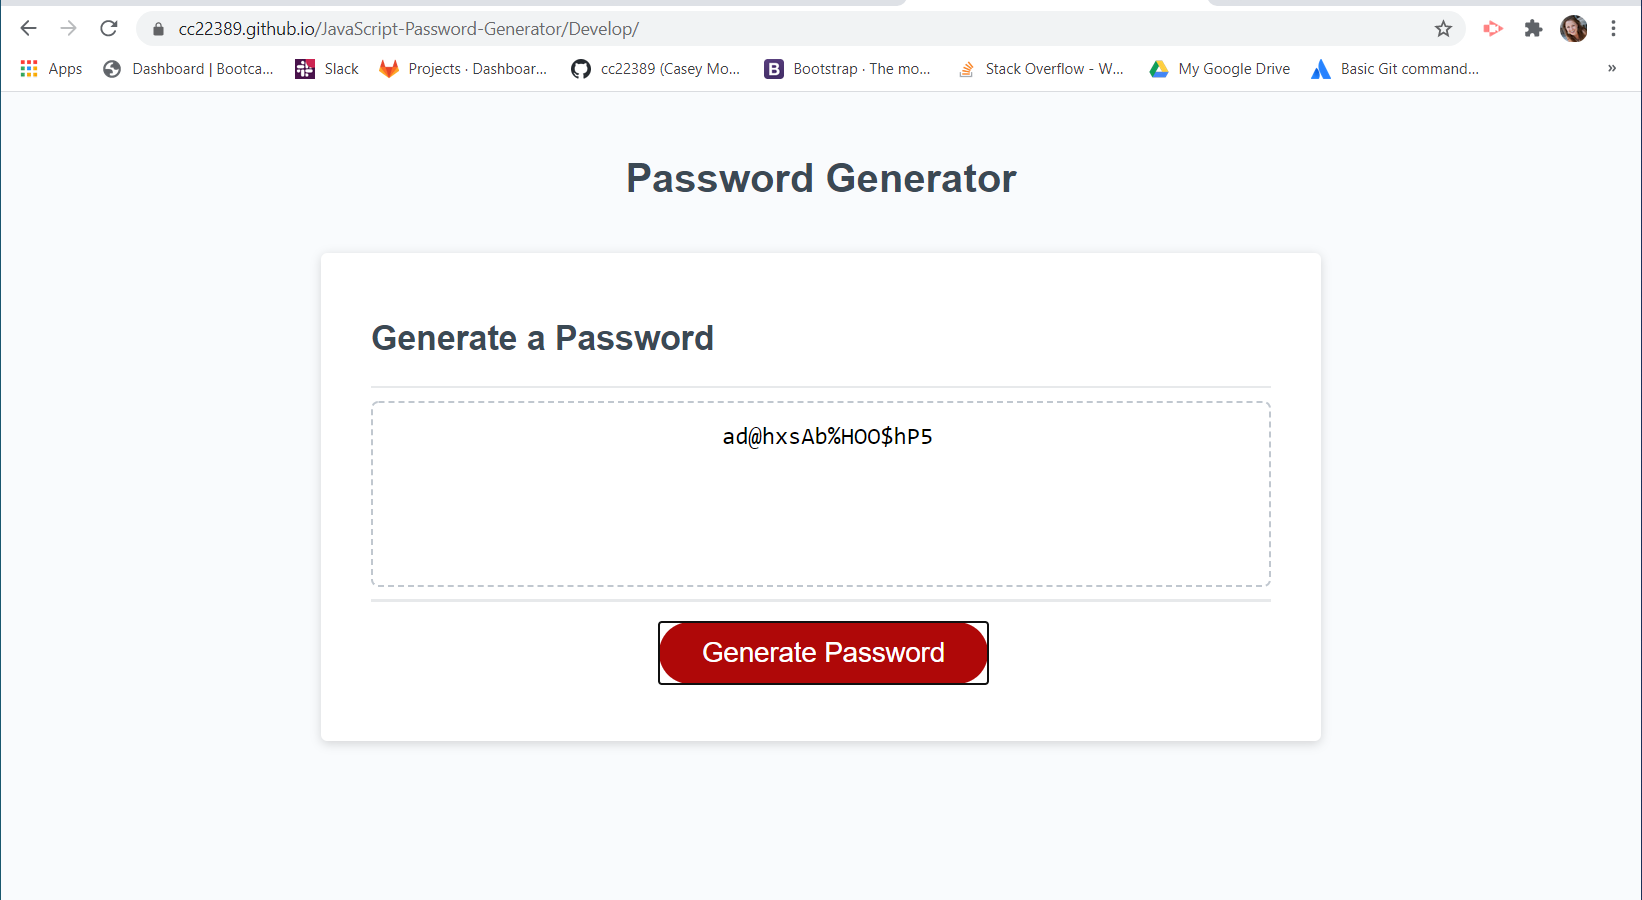 cc22389.github.io/JavaScript-Password-Generator/Develop/
Apps Dashboard | Bootca... Slack Projects · Dashboar... cc22389 (Casey Mo... B Bootstrap · The mo... Stack Overflow - W... My Google Drive Basic Git command... »
Password Generator
Generate a Password
ad@hxsAb%HOO$hP5
Generate Password